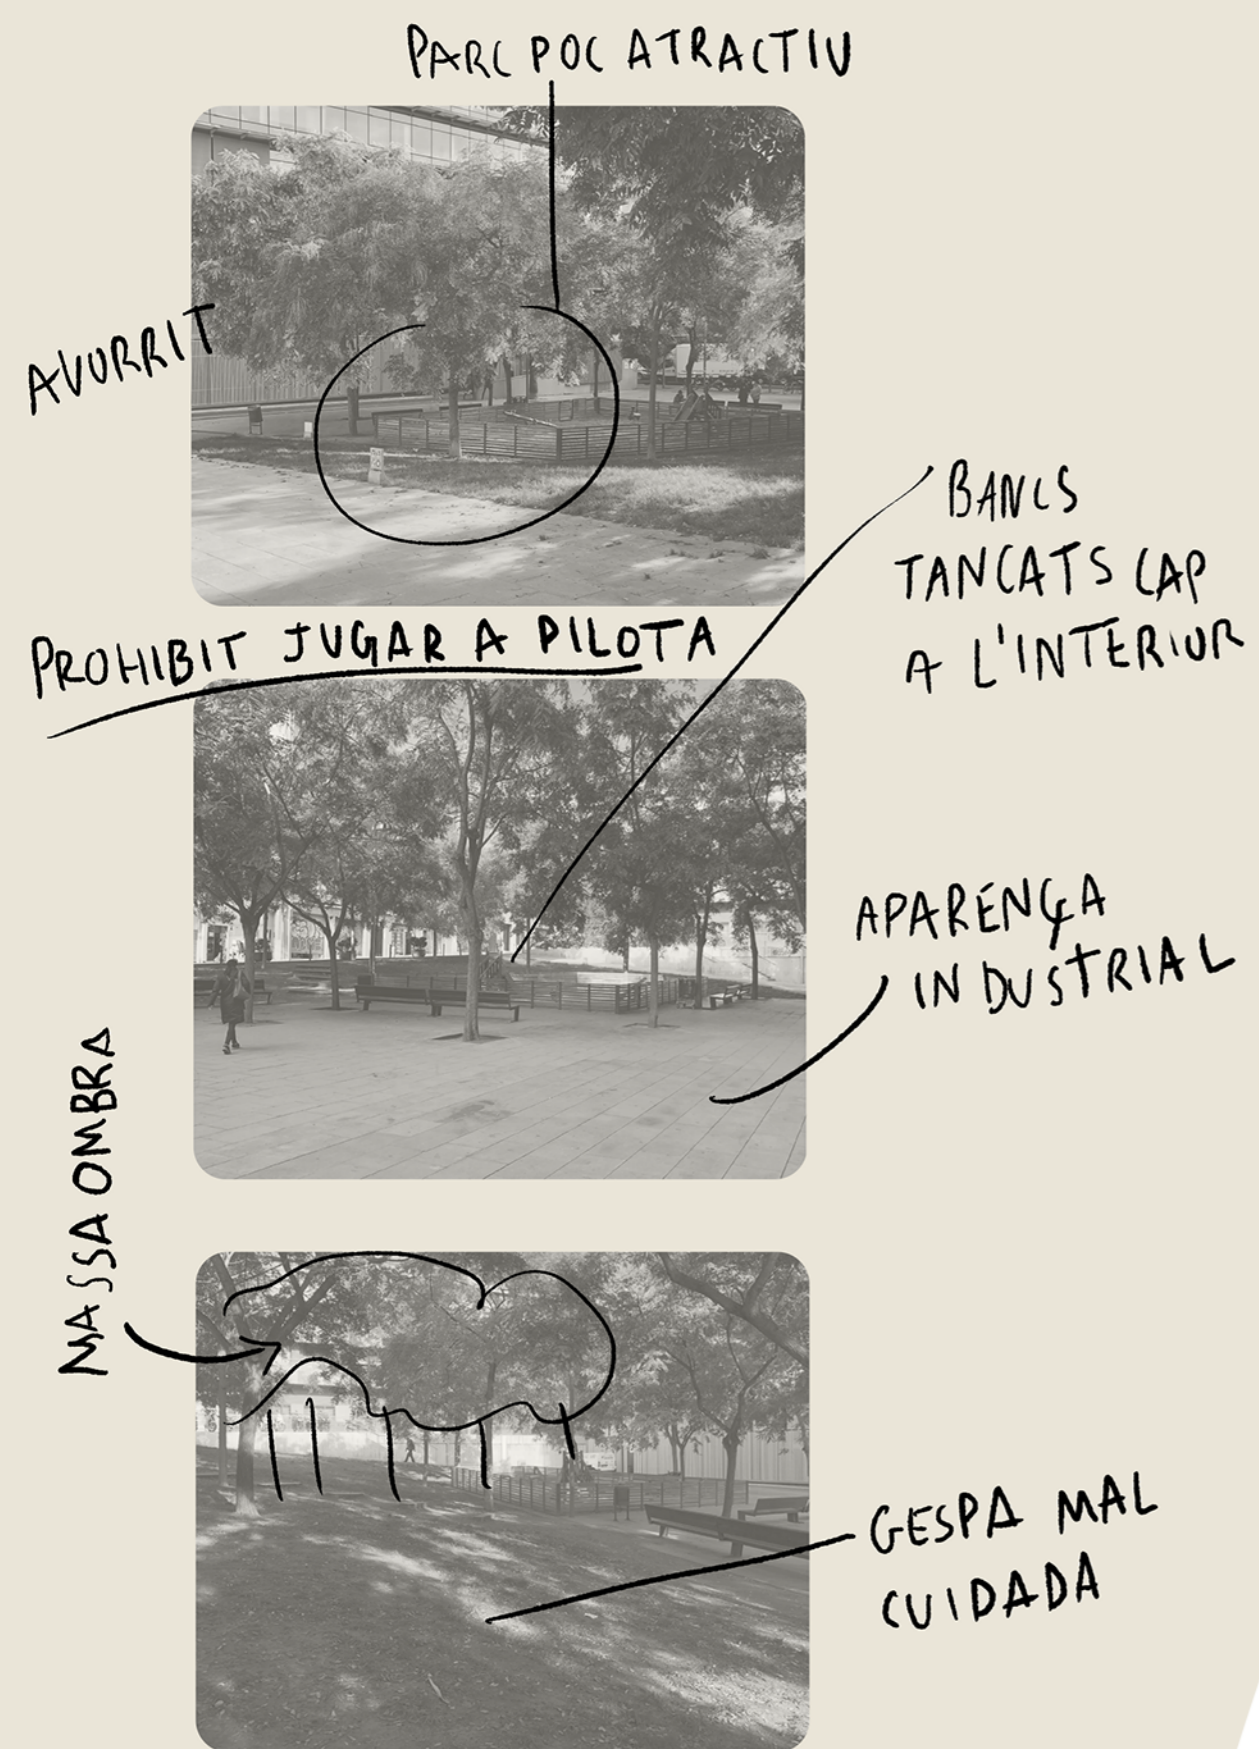 PARC POC ATRACTIU
AVORRIT
BANCS
TANCATS CAP
A L'INTERIOR
PROHIBIT JUGAR A PILOTA
APARENÇA
INDUSTRIAL
MASSA OMBRA
GESPA MAL
CUIDADA